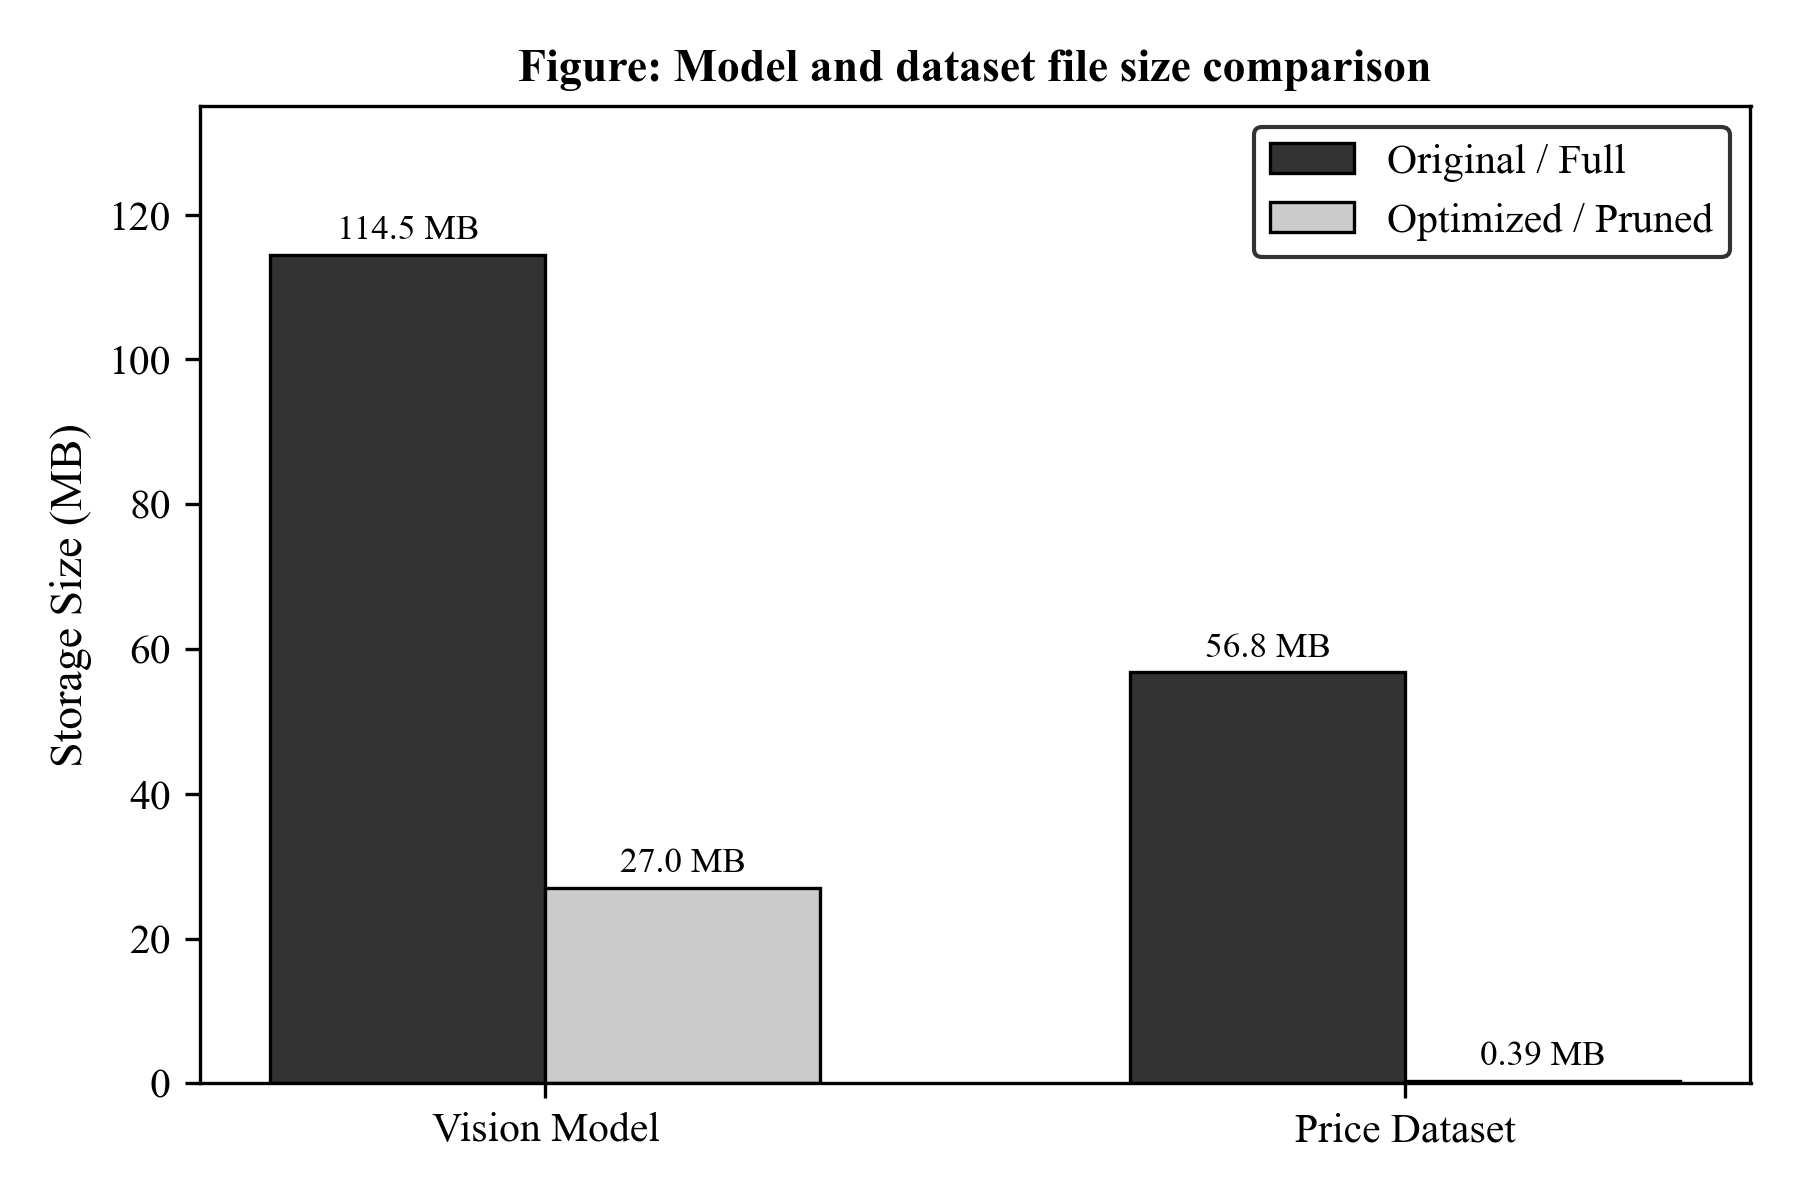 Figure: Model and dataset file size comparison
Original / Full
Optimized / Pruned
Storage Size (MB)
120
100
80
60
40
20
0
114.5 MB
27.0 MB
56.8 MB
0.39 MB
Vision Model
Price Dataset